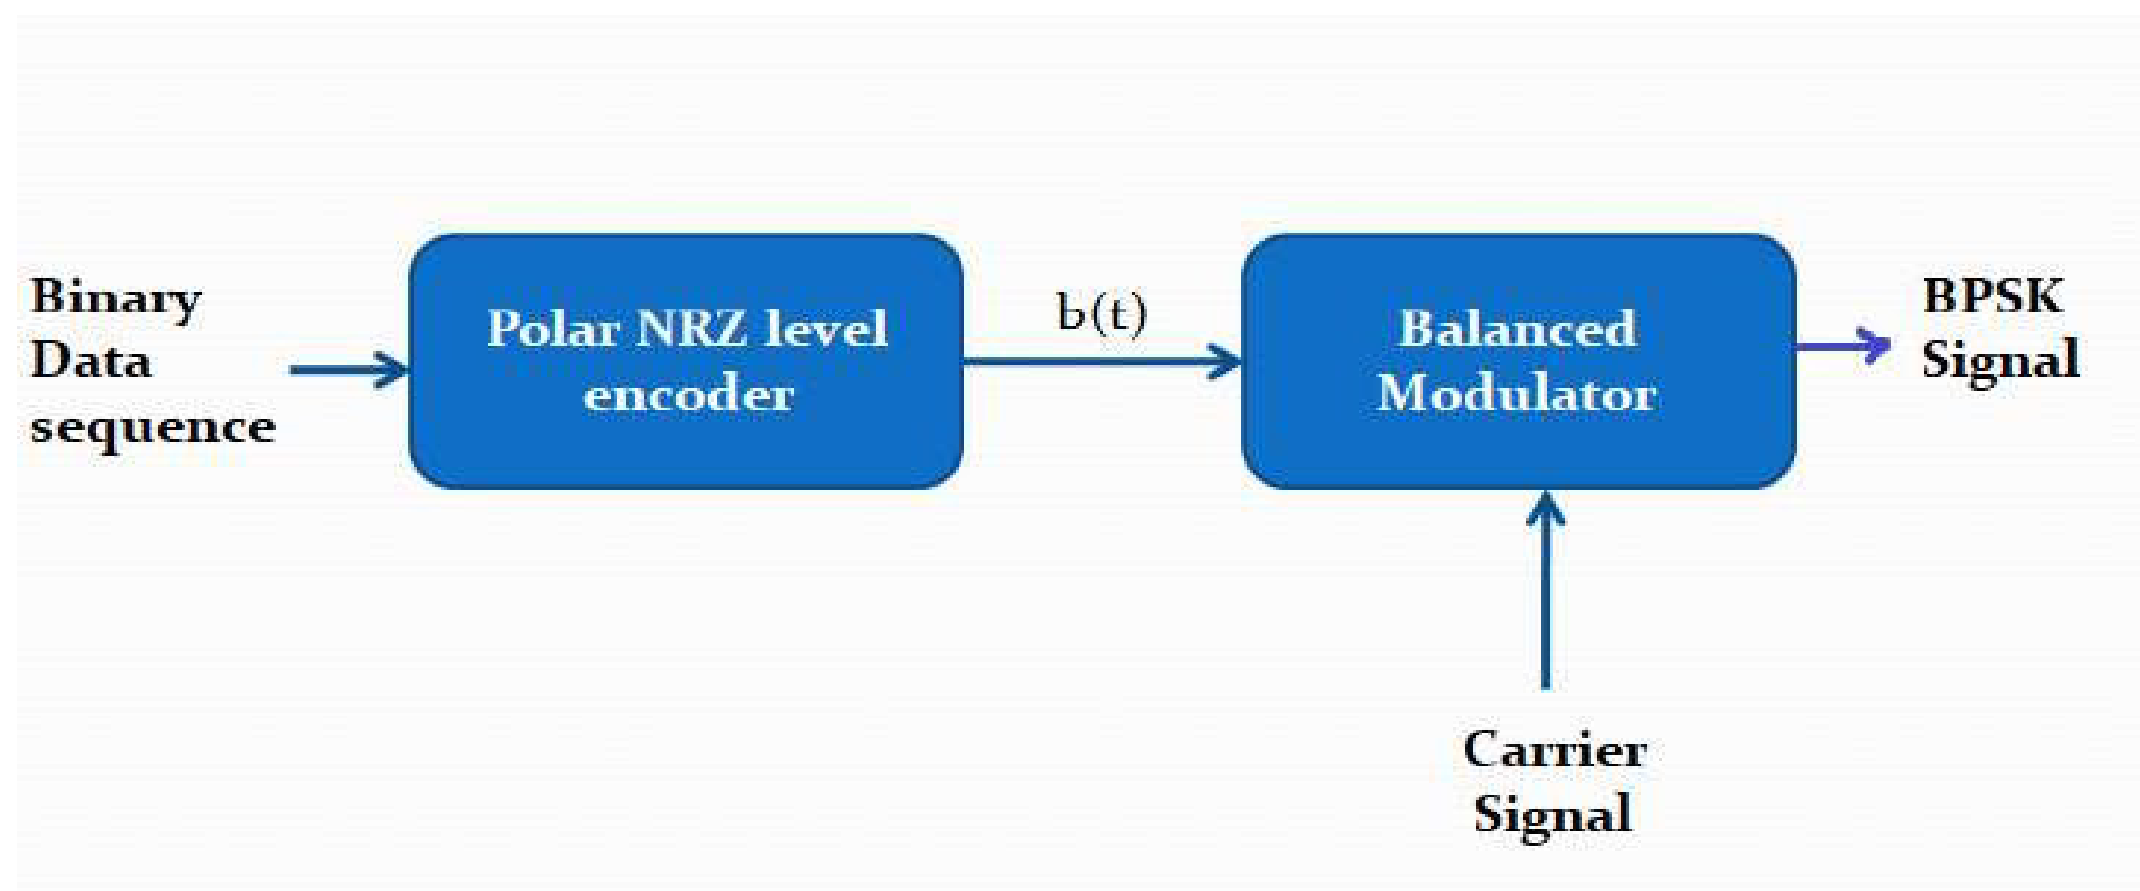 Binary
Data
sequence
Polar NRZ level
encoder
b(t)
Balanced
Modulator
BPSK
Signal
Carrier
Signal